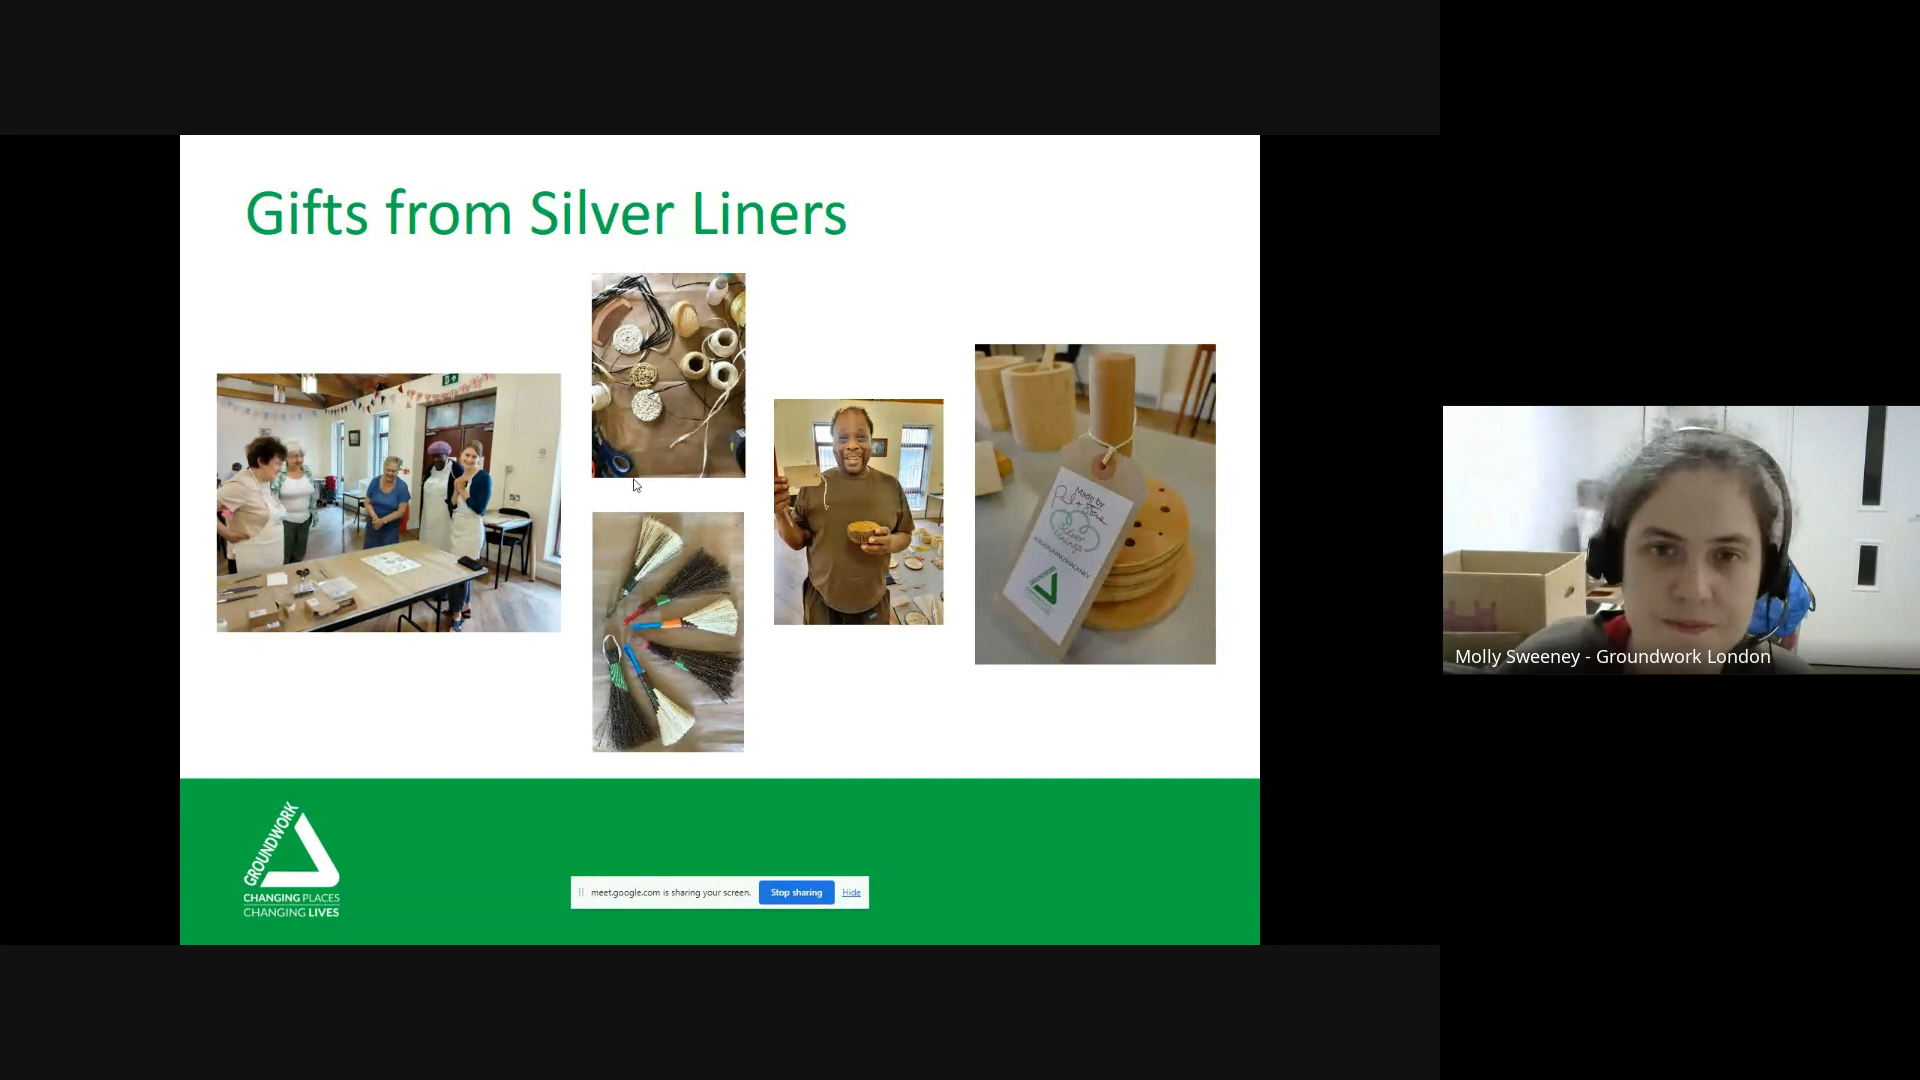 Gifts from Silver Liners
Made by
Silver
Linings
GROUNDWORK
GROUNDWORK
CHANGING PLACES
CHANGING LIVES
meet.google.com is sharing your screen.
Stop sharing
Hide
Molly Sweeney - Groundwork London